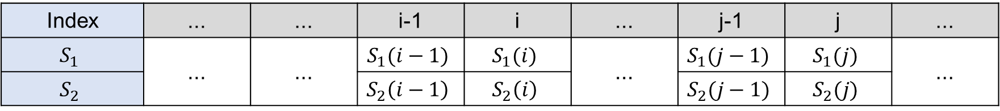 Index ... ... i-1 i ... j-1 j ...
S₁ S₁(i − 1) S₁(i) S₁(j − 1) S₁(j)
... ... ... ...
S₂ S₂(i − 1) S₂(i) S₂(j − 1) S₂(j)